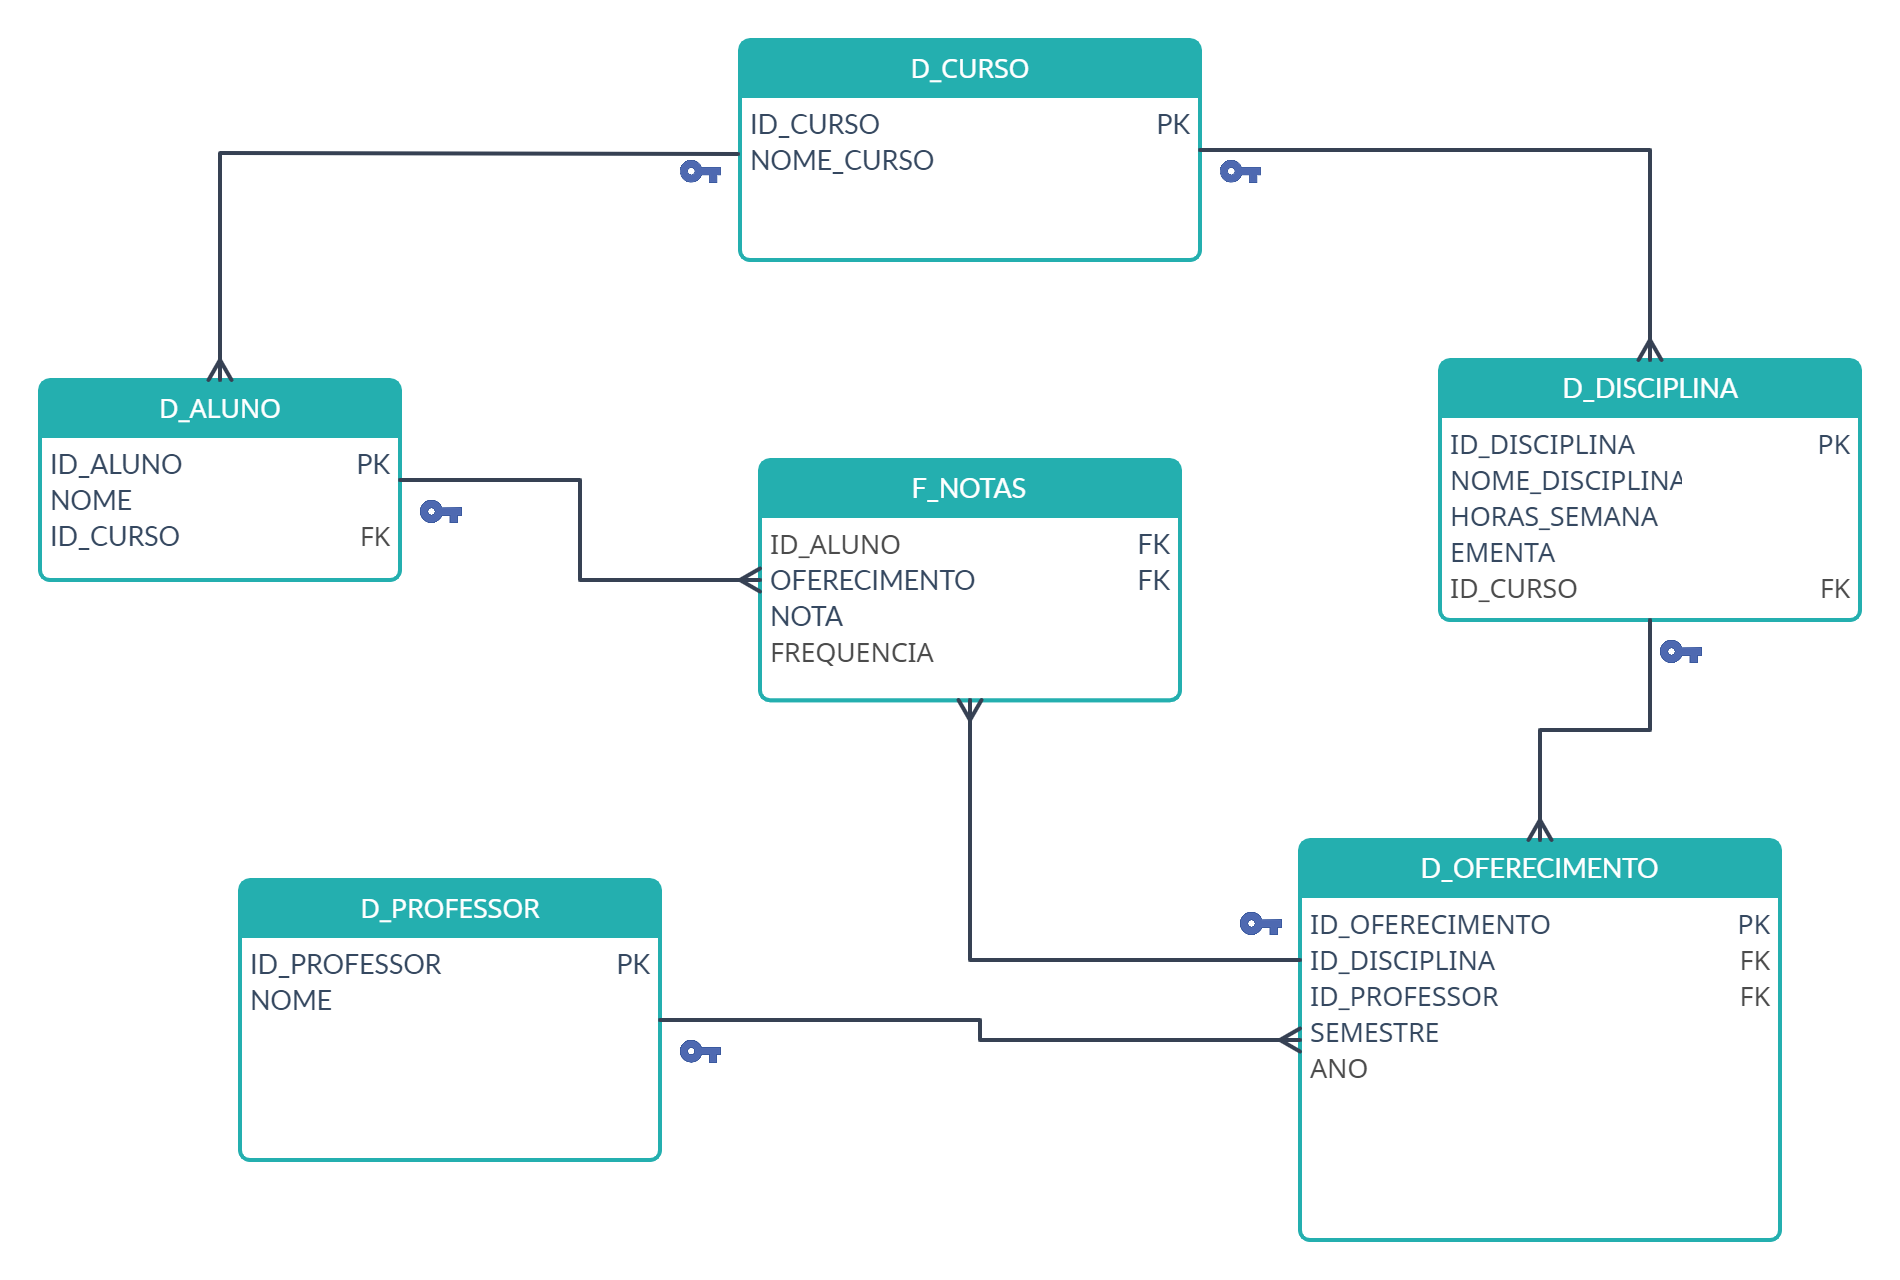 D_CURSO
ID_CURSO PK
NOME_CURSO
D_ALUNO
ID_ALUNO PK
NOME
ID_CURSO FK
F_NOTAS
ID_ALUNO FK
OFERECIMENTO FK
NOTA
FREQUENCIA
D_DISCIPLINA
ID_DISCIPLINA PK
NOME_DISCIPLINA
HORAS_SEMANA
EMENTA
ID_CURSO FK
D_PROFESSOR
ID_PROFESSOR PK
NOME
D_OFERECIMENTO
ID_OFERECIMENTO PK
ID_DISCIPLINA FK
ID_PROFESSOR FK
SEMESTRE
ANO